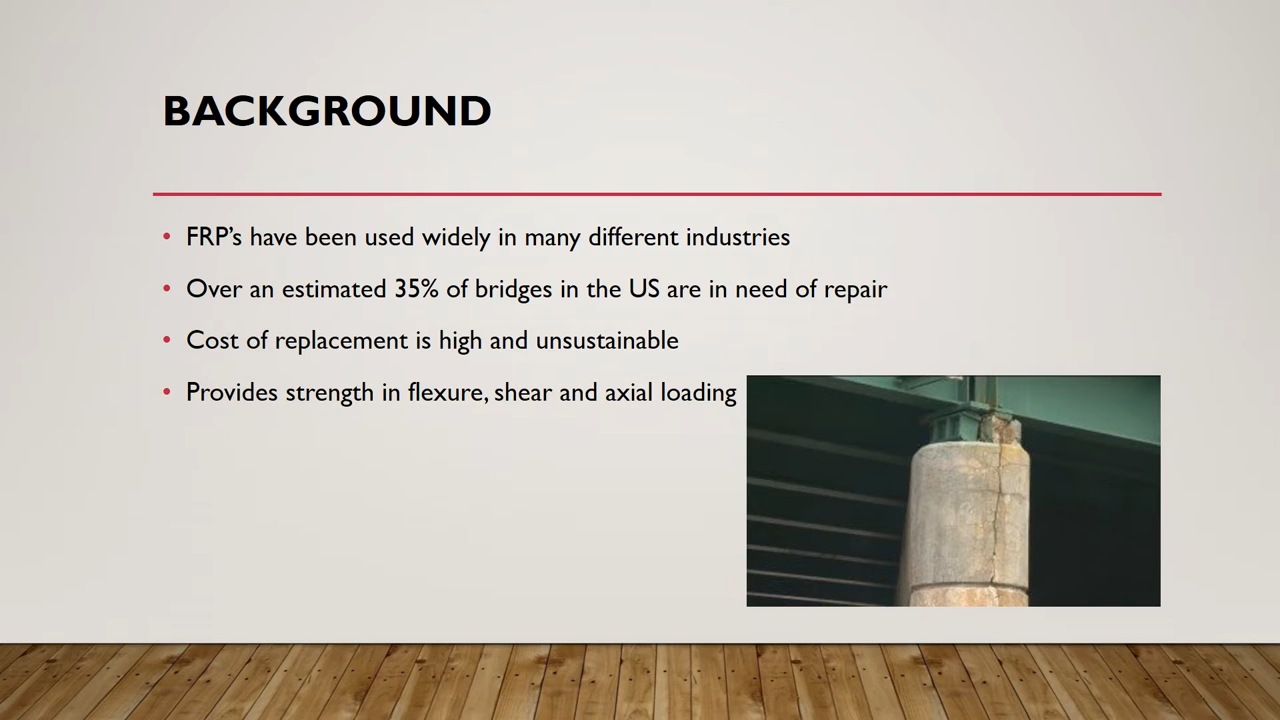 BACKGROUND
• FRP’s have been used widely in many different industries
• Over an estimated 35% of bridges in the US are in need of repair
• Cost of replacement is high and unsustainable
• Provides strength in flexure, shear and axial loading